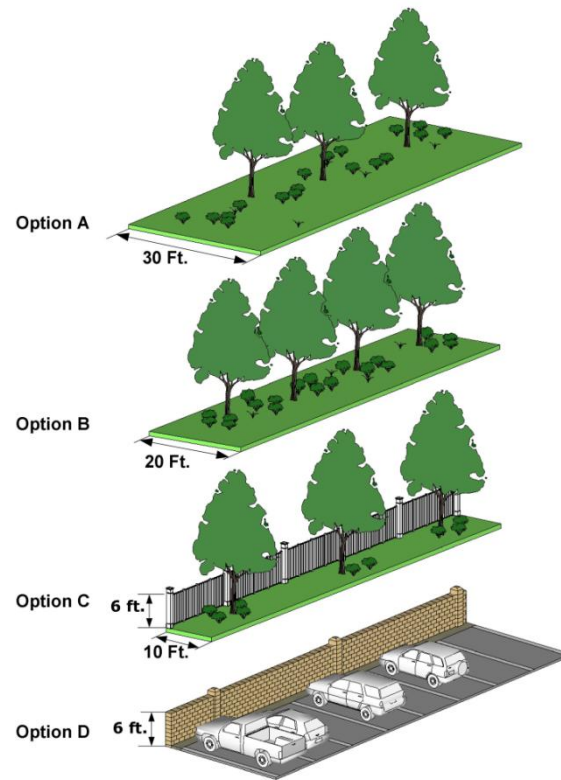 Option A
30 Ft.
Option B
20 Ft.
Option C
6 ft.
10 Ft.
Option D
6 ft.